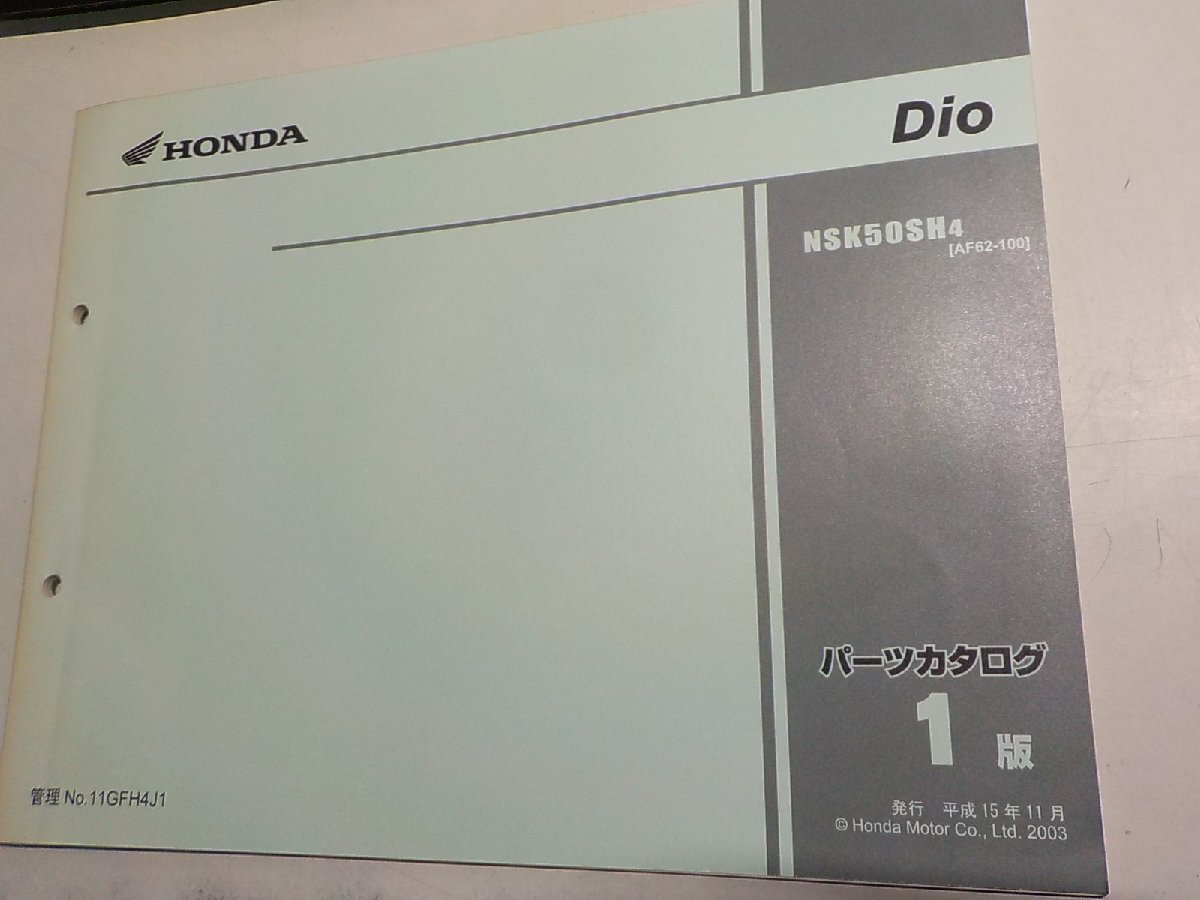 HONDA
Dio
NSK50SH4
[AF62-100]
パーツカタログ
1版
管理 No.11GFH4J1
発行 平成15年11月
© Honda Motor Co., Ltd. 2003